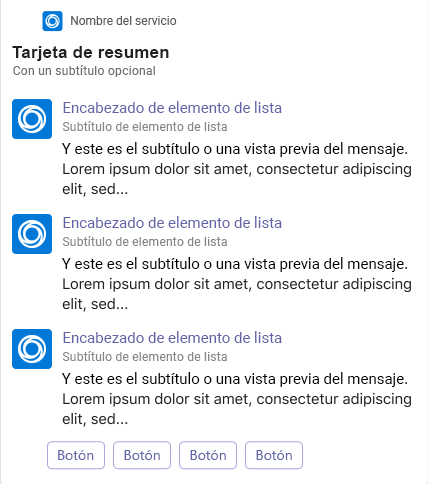 Nombre del servicio
Tarjeta de resumen
Con un subtítulo opcional
Encabezado de elemento de lista
Subtítulo de elemento de lista
Y este es el subtítulo o una vista previa del mensaje.
Lorem ipsum dolor sit amet, consectetur adipiscing
elit, sed...
Encabezado de elemento de lista
Subtítulo de elemento de lista
Y este es el subtítulo o una vista previa del mensaje.
Lorem ipsum dolor sit amet, consectetur adipiscing
elit, sed...
Encabezado de elemento de lista
Subtítulo de elemento de lista
Y este es el subtítulo o una vista previa del mensaje.
Lorem ipsum dolor sit amet, consectetur adipiscing
elit, sed...
Botón Botón Botón Botón